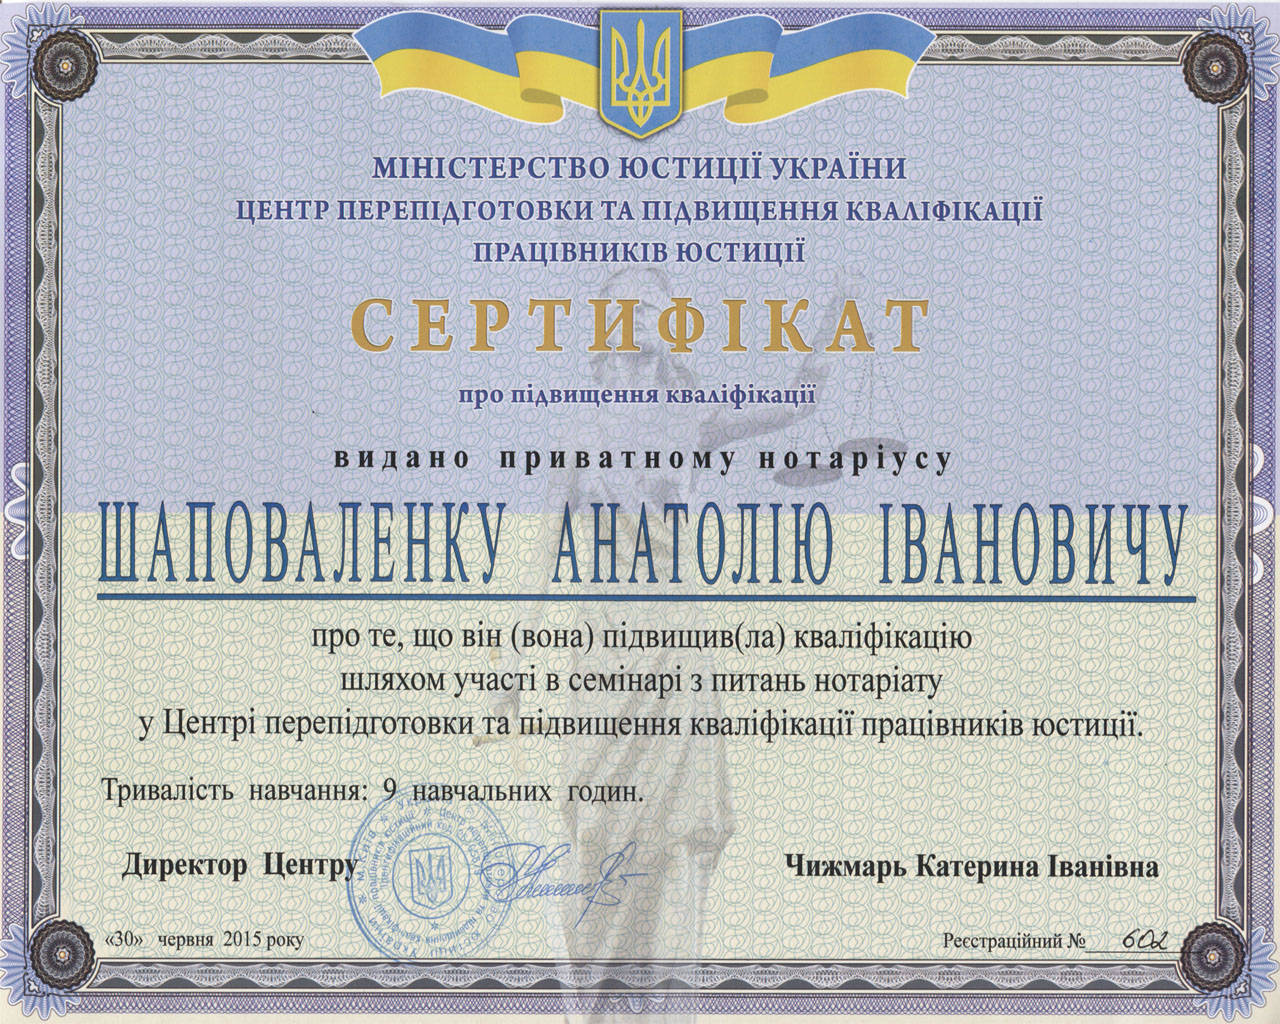 МІНІСТЕРСТВО ЮСТИЦІЇ УКРАЇНИ
ЦЕНТР ПЕРЕПІДГОТОВКИ ТА ПІДВИЩЕННЯ КВАЛІФІКАЦІЇ
ПРАЦІВНИКІВ ЮСТИЦІЇ
СЕРТИФІКАТ
про підвищення кваліфікації
видано приватному нотаріусу
ШАПОВАЛЕНКУ АНАТОЛІЮ ІВАНОВИЧУ
про те, що він (вона) підвищив(ла) кваліфікацію
шляхом участі в семінарі з питань нотаріату
у Центрі перепідготовки та підвищення кваліфікації працівників юстиції.
Тривалість навчання: 9 навчальних годин.
Директор Центру Чижмарь Катерина Іванівна
«30» червня 2015 року Реєстраційний № 602